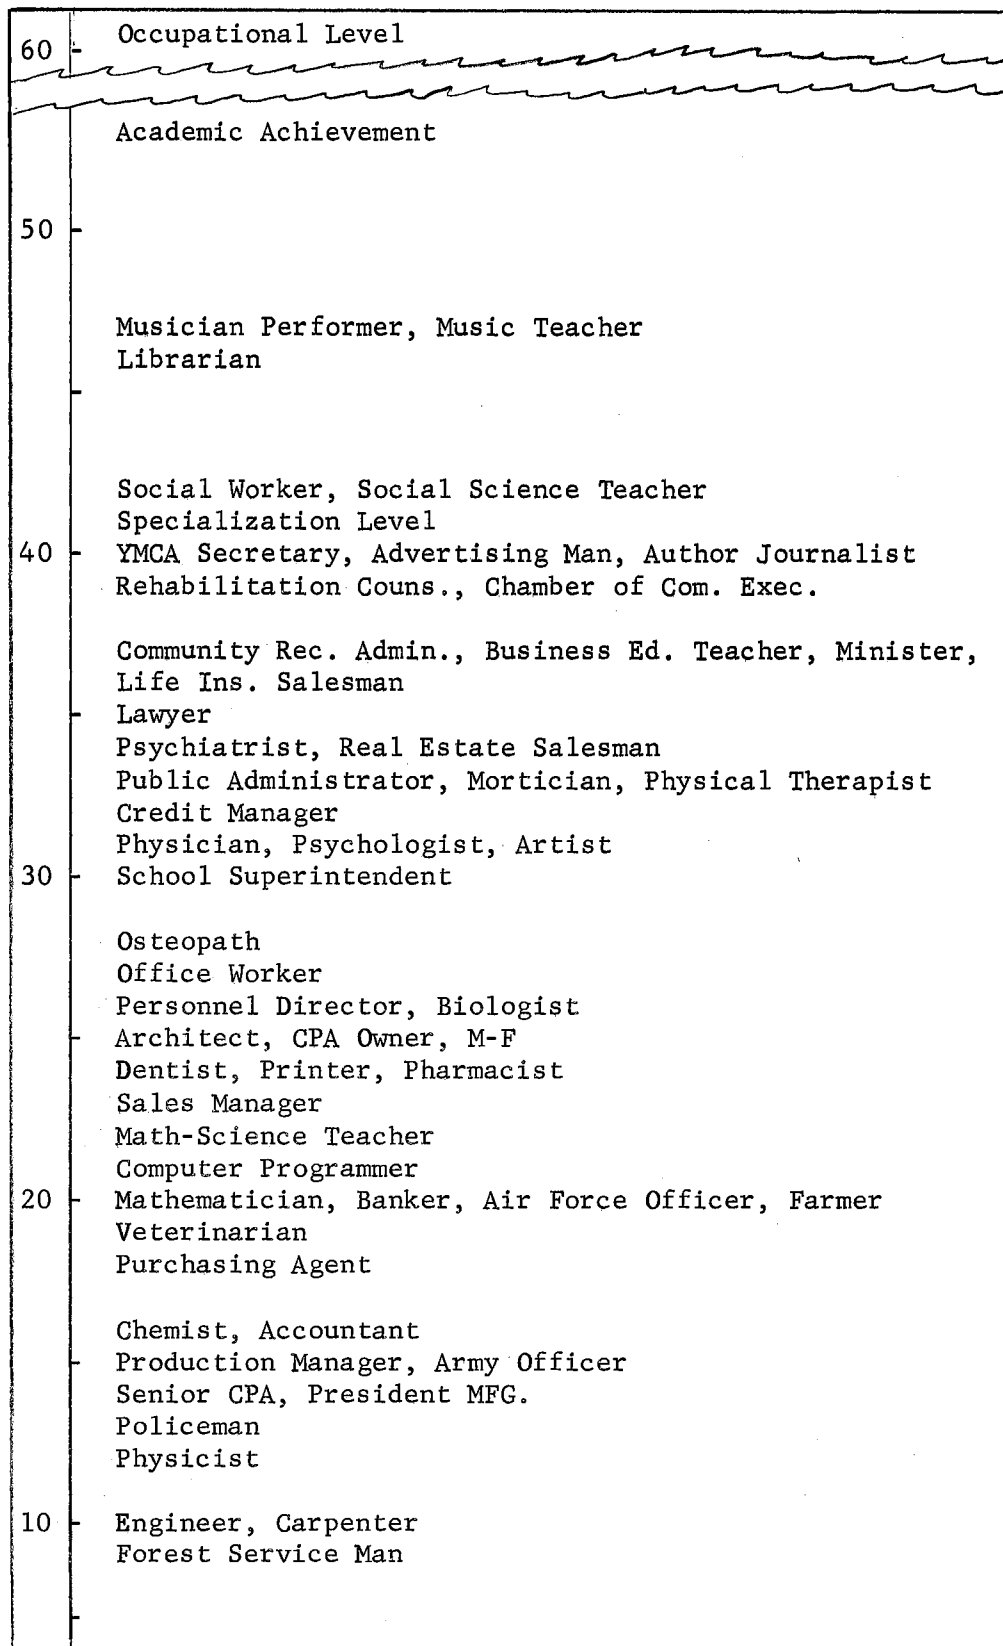 Occupational Level
60
Academic Achievement
50
Musician Performer, Music Teacher
Librarian
Social Worker, Social Science Teacher
Specialization Level
40 YMCA Secretary, Advertising Man, Author Journalist
Rehabilitation Couns., Chamber of Com. Exec.
Community Rec. Admin., Business Ed. Teacher, Minister,
Life Ins. Salesman
Lawyer
Psychiatrist, Real Estate Salesman
Public Administrator, Mortician, Physical Therapist
Credit Manager
Physician, Psychologist, Artist
30 School Superintendent
Osteopath
Office Worker
Personnel Director, Biologist
Architect, CPA Owner, M-F
Dentist, Printer, Pharmacist
Sales Manager
Math-Science Teacher
Computer Programmer
20 Mathematician, Banker, Air Force Officer, Farmer
Veterinarian
Purchasing Agent
Chemist, Accountant
Production Manager, Army Officer
Senior CPA, President MFG.
Policeman
Physicist
10 Engineer, Carpenter
Forest Service Man